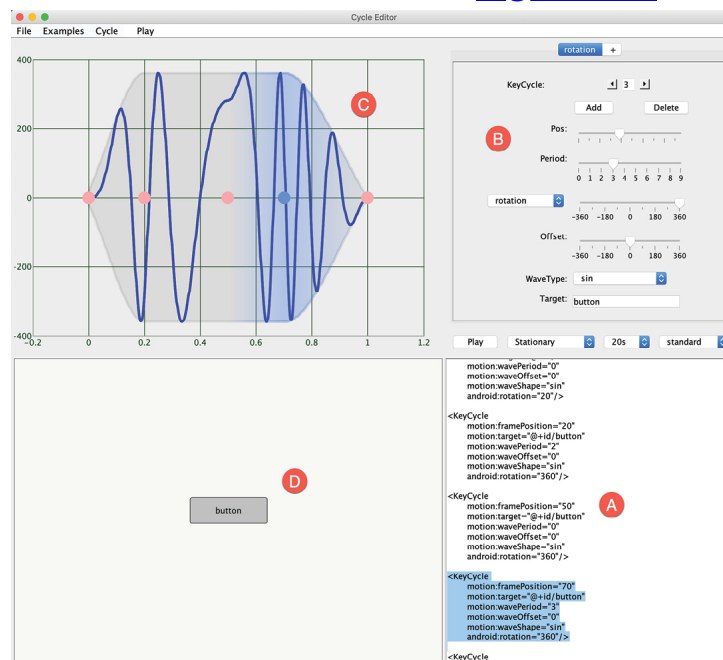 Cycle Editor
File Examples Cycle Play
400
200
0
-200
-400
-0.2 0 0.2 0.4 0.6 0.8 1 1.2
C
rotation +
KeyCycle: 3
Add Delete
B
Pos:
Period:
0 1 2 3 4 5 6 7 8 9
rotation
-360 -180 0 180 360
Offset:
-360 -180 0 180 360
WaveType: sin
Target: button
Play Stationary 20s standard
D
button
motion:wavePeriod="0"
motion:waveOffset="0"
motion:waveShape="sin"
android:rotation="20"/>
<KeyCycle
motion:framePosition="20"
motion:target="@+id/button"
motion:wavePeriod="2"
motion:waveOffset="0"
motion:waveShape="sin"
android:rotation="360"/>
<KeyCycle
motion:framePosition="50"
motion:target="@+id/button"
motion:wavePeriod="0"
motion:waveOffset="0"
motion:waveShape="sin"
android:rotation="360"/>
A
<KeyCycle
motion:framePosition="70"
motion:target="@+id/button"
motion:wavePeriod="3"
motion:waveOffset="0"
motion:waveShape="sin"
android:rotation="360"/>
<KeyCycle